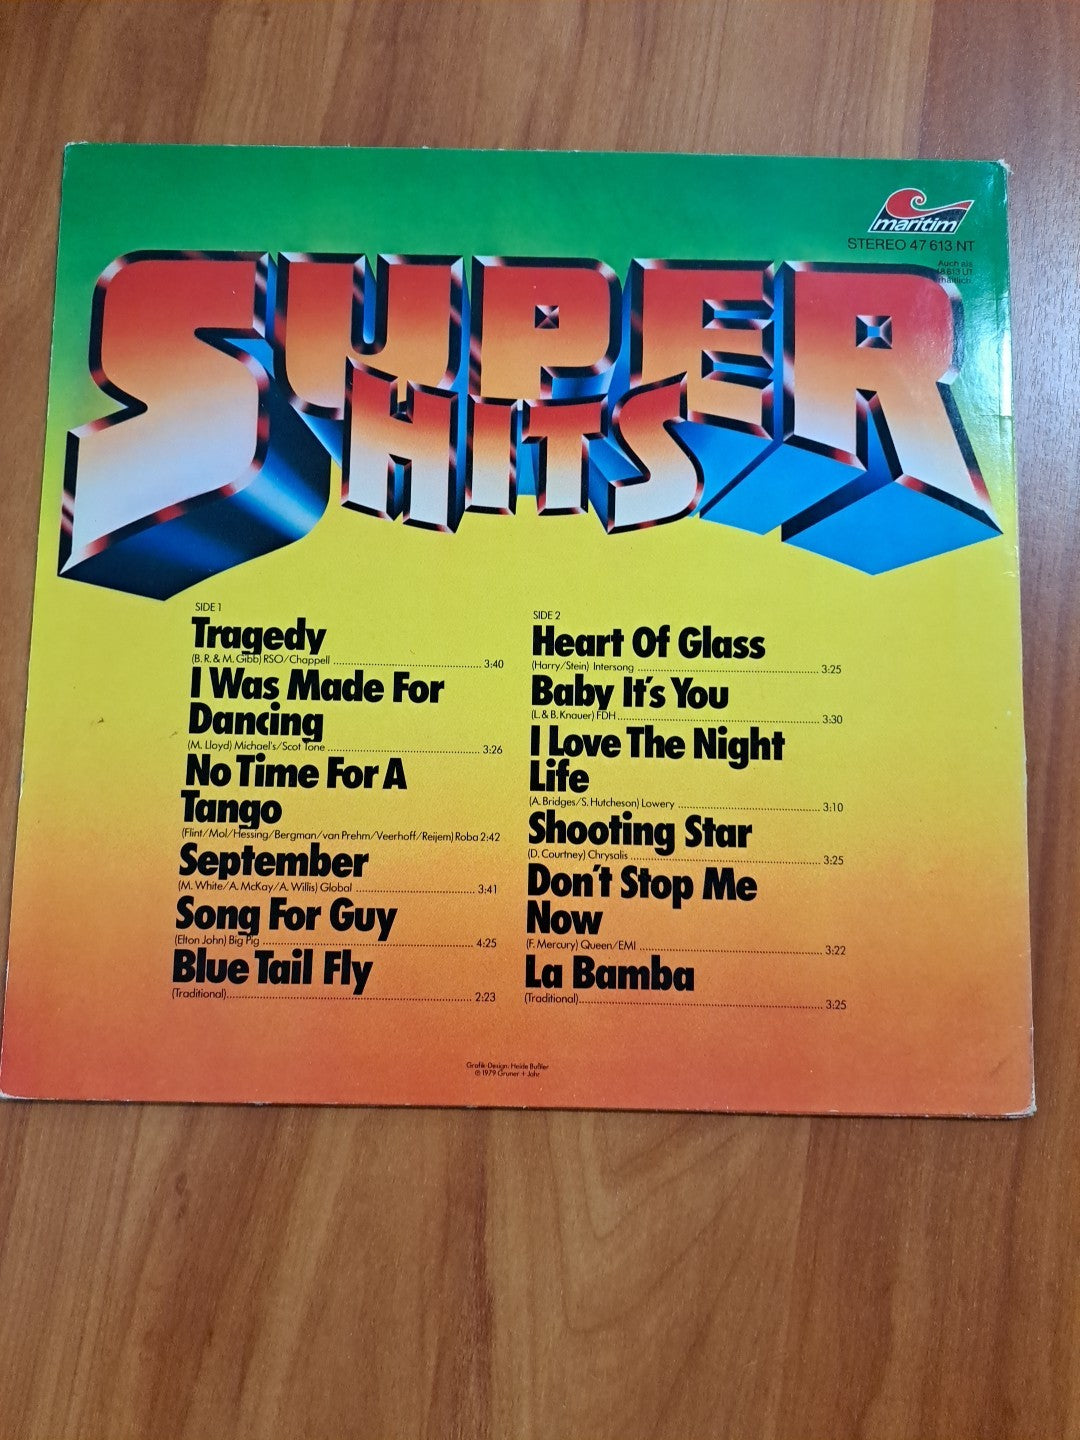 maritim
STEREO 47 613 NT
Auch als
48 613 U1
erhältlich
SUPER
HITS
SIDE 1
Tragedy
(B. R. & M. Gibb) RSO/Chappell 3:40
I Was Made For
Dancing
(M. Lloyd) Michael's/Scot Tone 3:26
No Time For A
Tango
(Flint/Mol/Hessing/Bergman/van Prehm/Veerhoff/Reijem) Roba 2:42
September
(M. White/A. McKay/A. Willis) Global 3:41
Song For Guy
(Elton John) Big Pig 4:25
Blue Tail Fly
(Traditional) 2:23
SIDE 2
Heart Of Glass
(Harry/Stein) Intersong 3:25
Baby It's You
(L. & B. Knauer) FDH 3:30
I Love The Night
Life
(A. Bridges/S. Hutcheson) Lowery 3:10
Shooting Star
(D. Courtney) Chrysalis 3:25
Don't Stop Me
Now
(F. Mercury) Queen/EMI 3:22
La Bamba
(Traditional) 3:25
Grafik-Design: Heide Bußler
℗ 1979 Gruner + Jahr